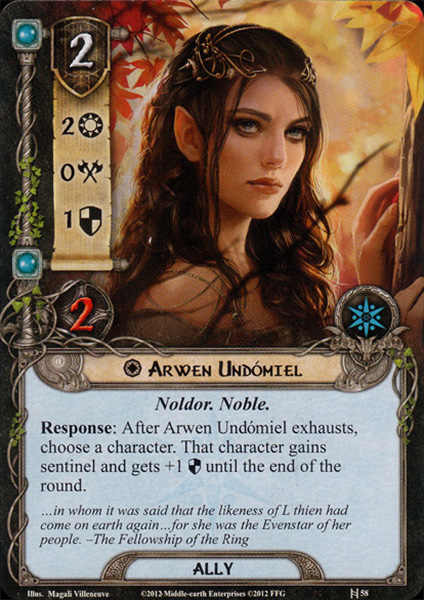 2
2
0
1
2
Arwen Undómiel
Noldor. Noble.
Response: After Arwen Undómiel exhausts,
choose a character. That character gains
sentinel and gets +1 until the end of the
round.
…in whom it was said that the likeness of L thien had
come on earth again…for she was the Evenstar of her
people. –The Fellowship of the Ring
ALLY
Illus. Magali Villeneuve ©2012 Middle-earth Enterprises ©2012 FFG 58